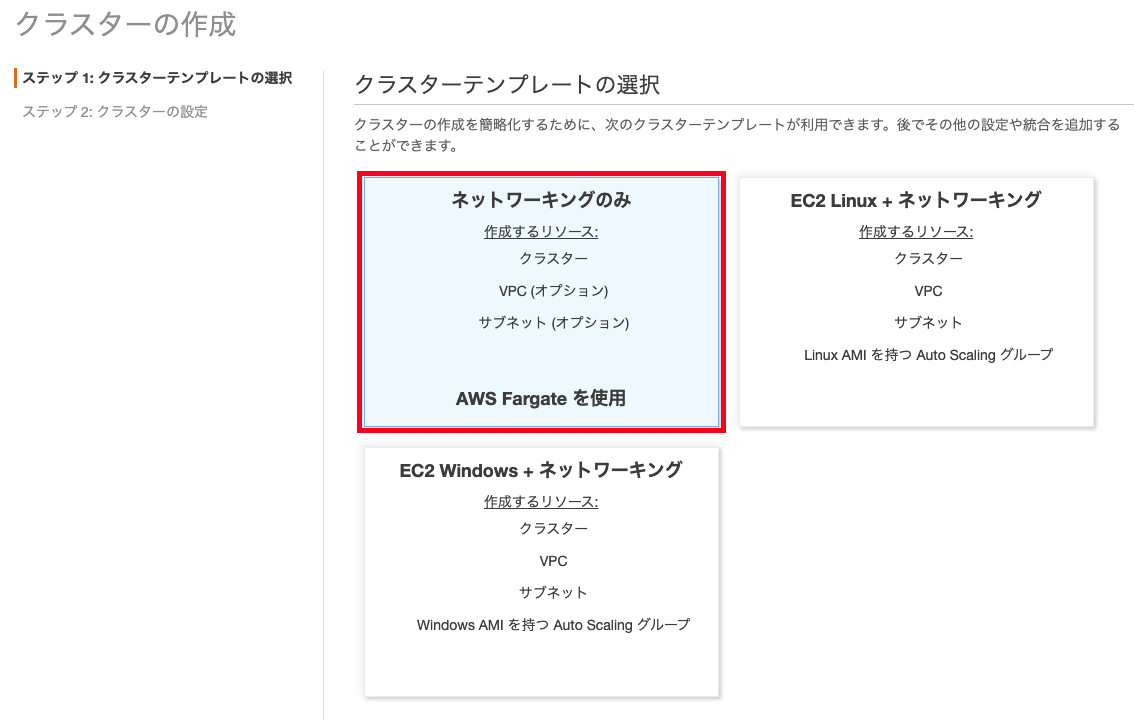 クラスターの作成
ステップ 1: クラスターテンプレートの選択
ステップ 2: クラスターの設定
クラスターテンプレートの選択
クラスターの作成を簡略化するために、次のクラスターテンプレートが利用できます。後でその他の設定や統合を追加する
ことができます。
ネットワーキングのみ
作成するリソース:
クラスター
VPC (オプション)
サブネット (オプション)
AWS Fargate を使用
EC2 Linux + ネットワーキング
作成するリソース:
クラスター
VPC
サブネット
Linux AMI を持つ Auto Scaling グループ
EC2 Windows + ネットワーキング
作成するリソース:
クラスター
VPC
サブネット
Windows AMI を持つ Auto Scaling グループ